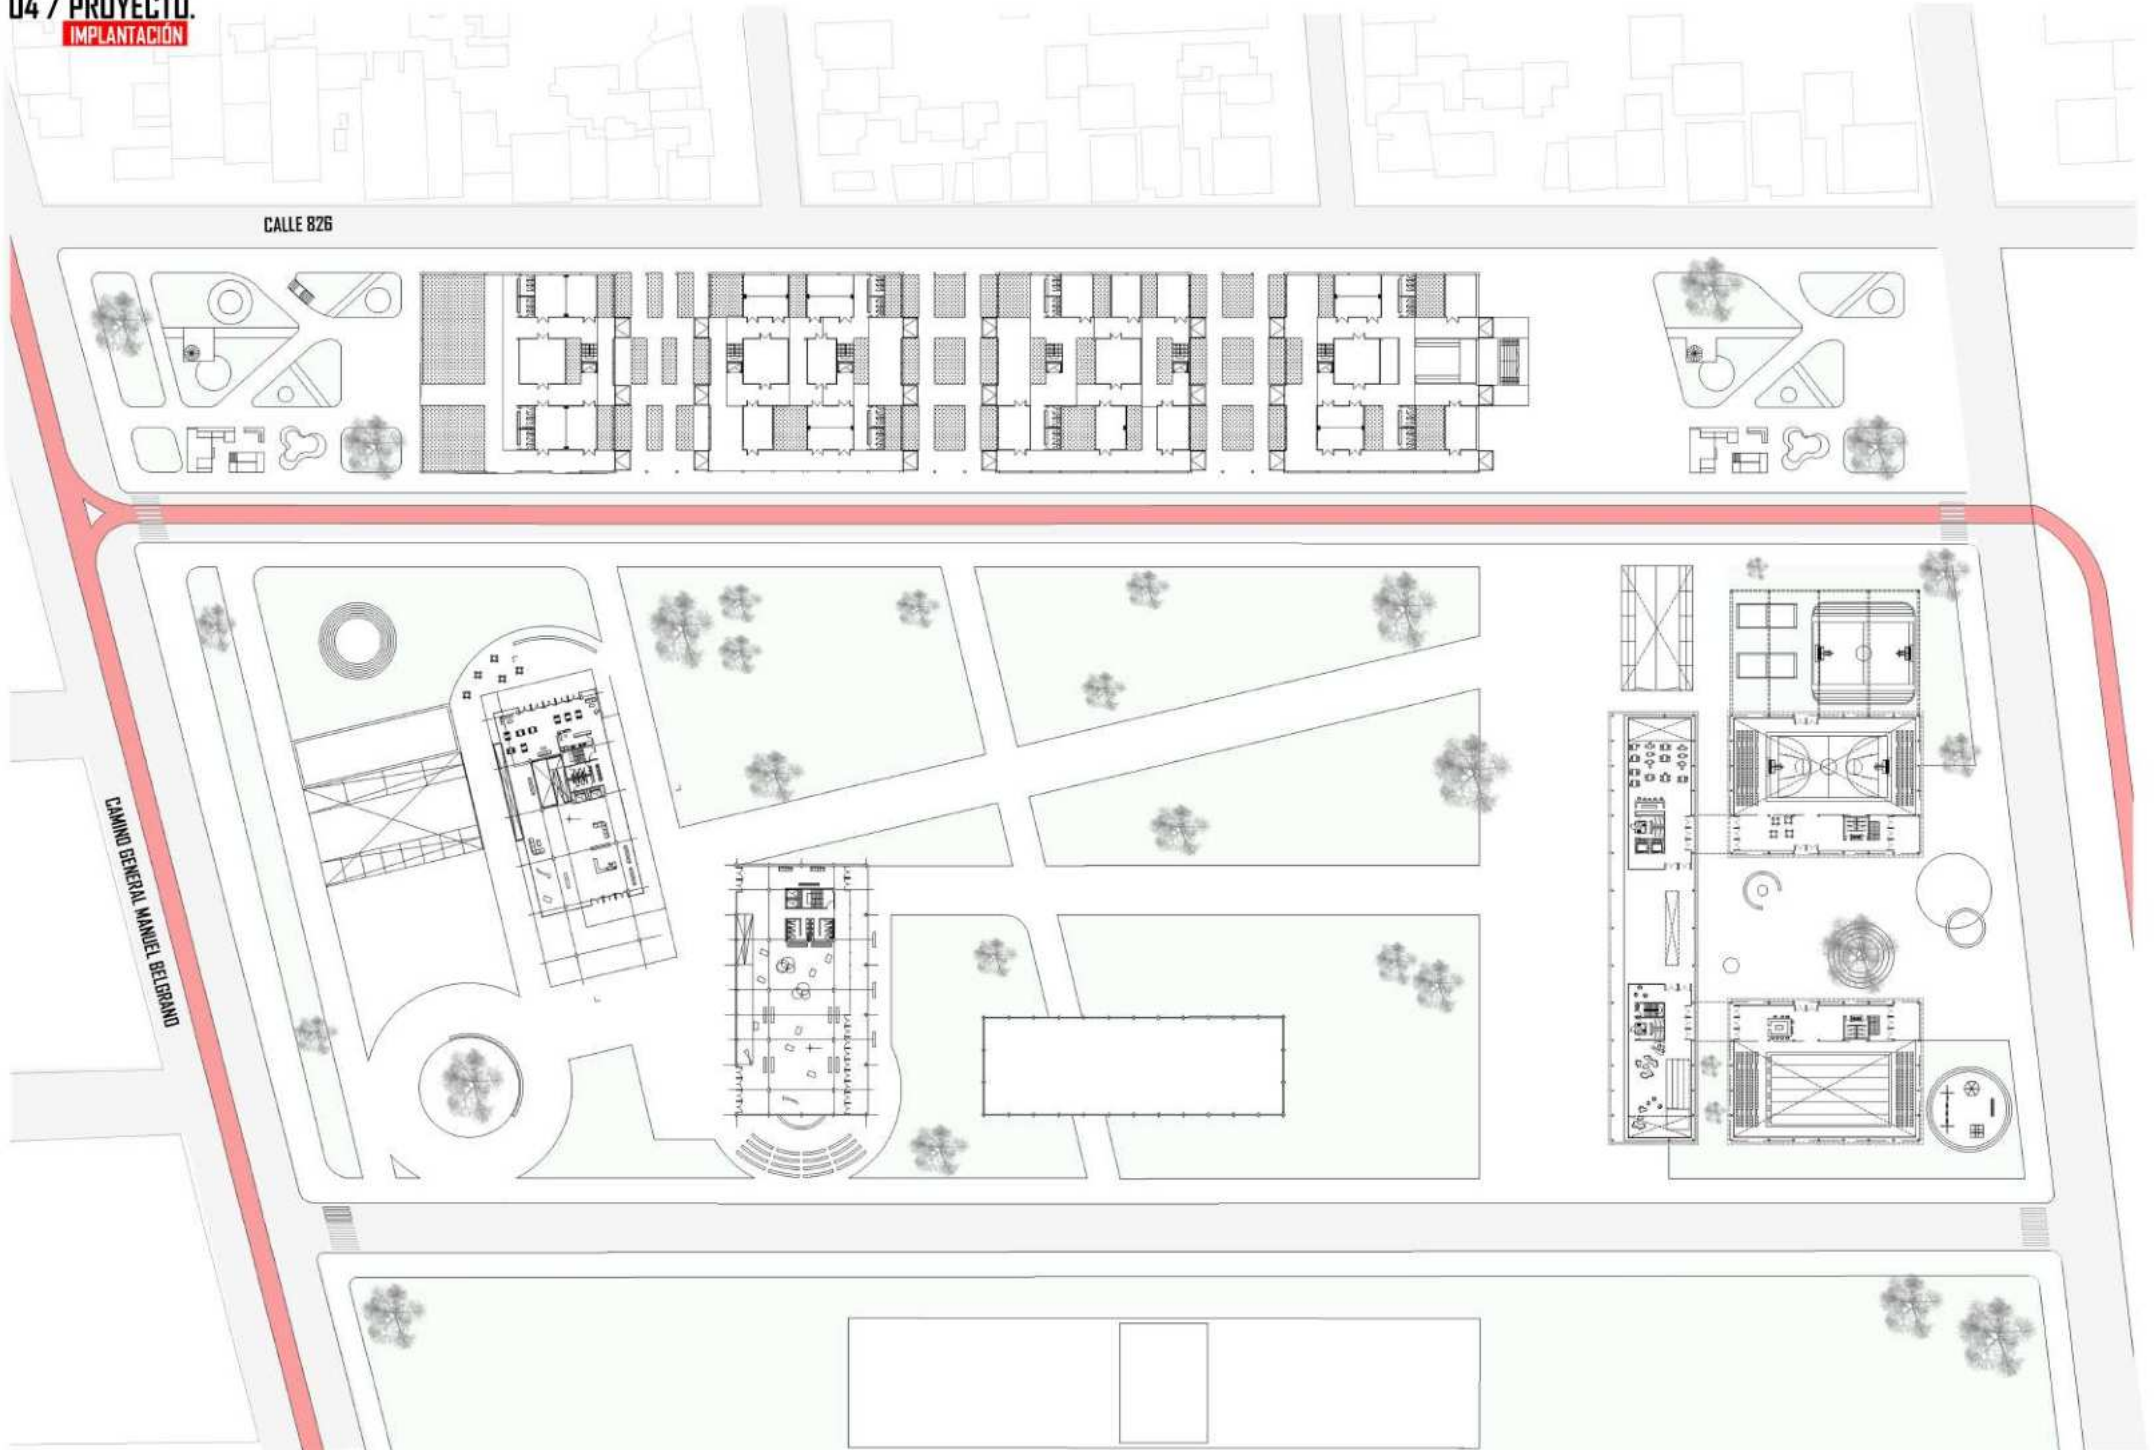 04 / PROYECTO.
IMPLANTACIÓN
CALLE 826
CAMINO GENERAL MANUEL BELGRANO